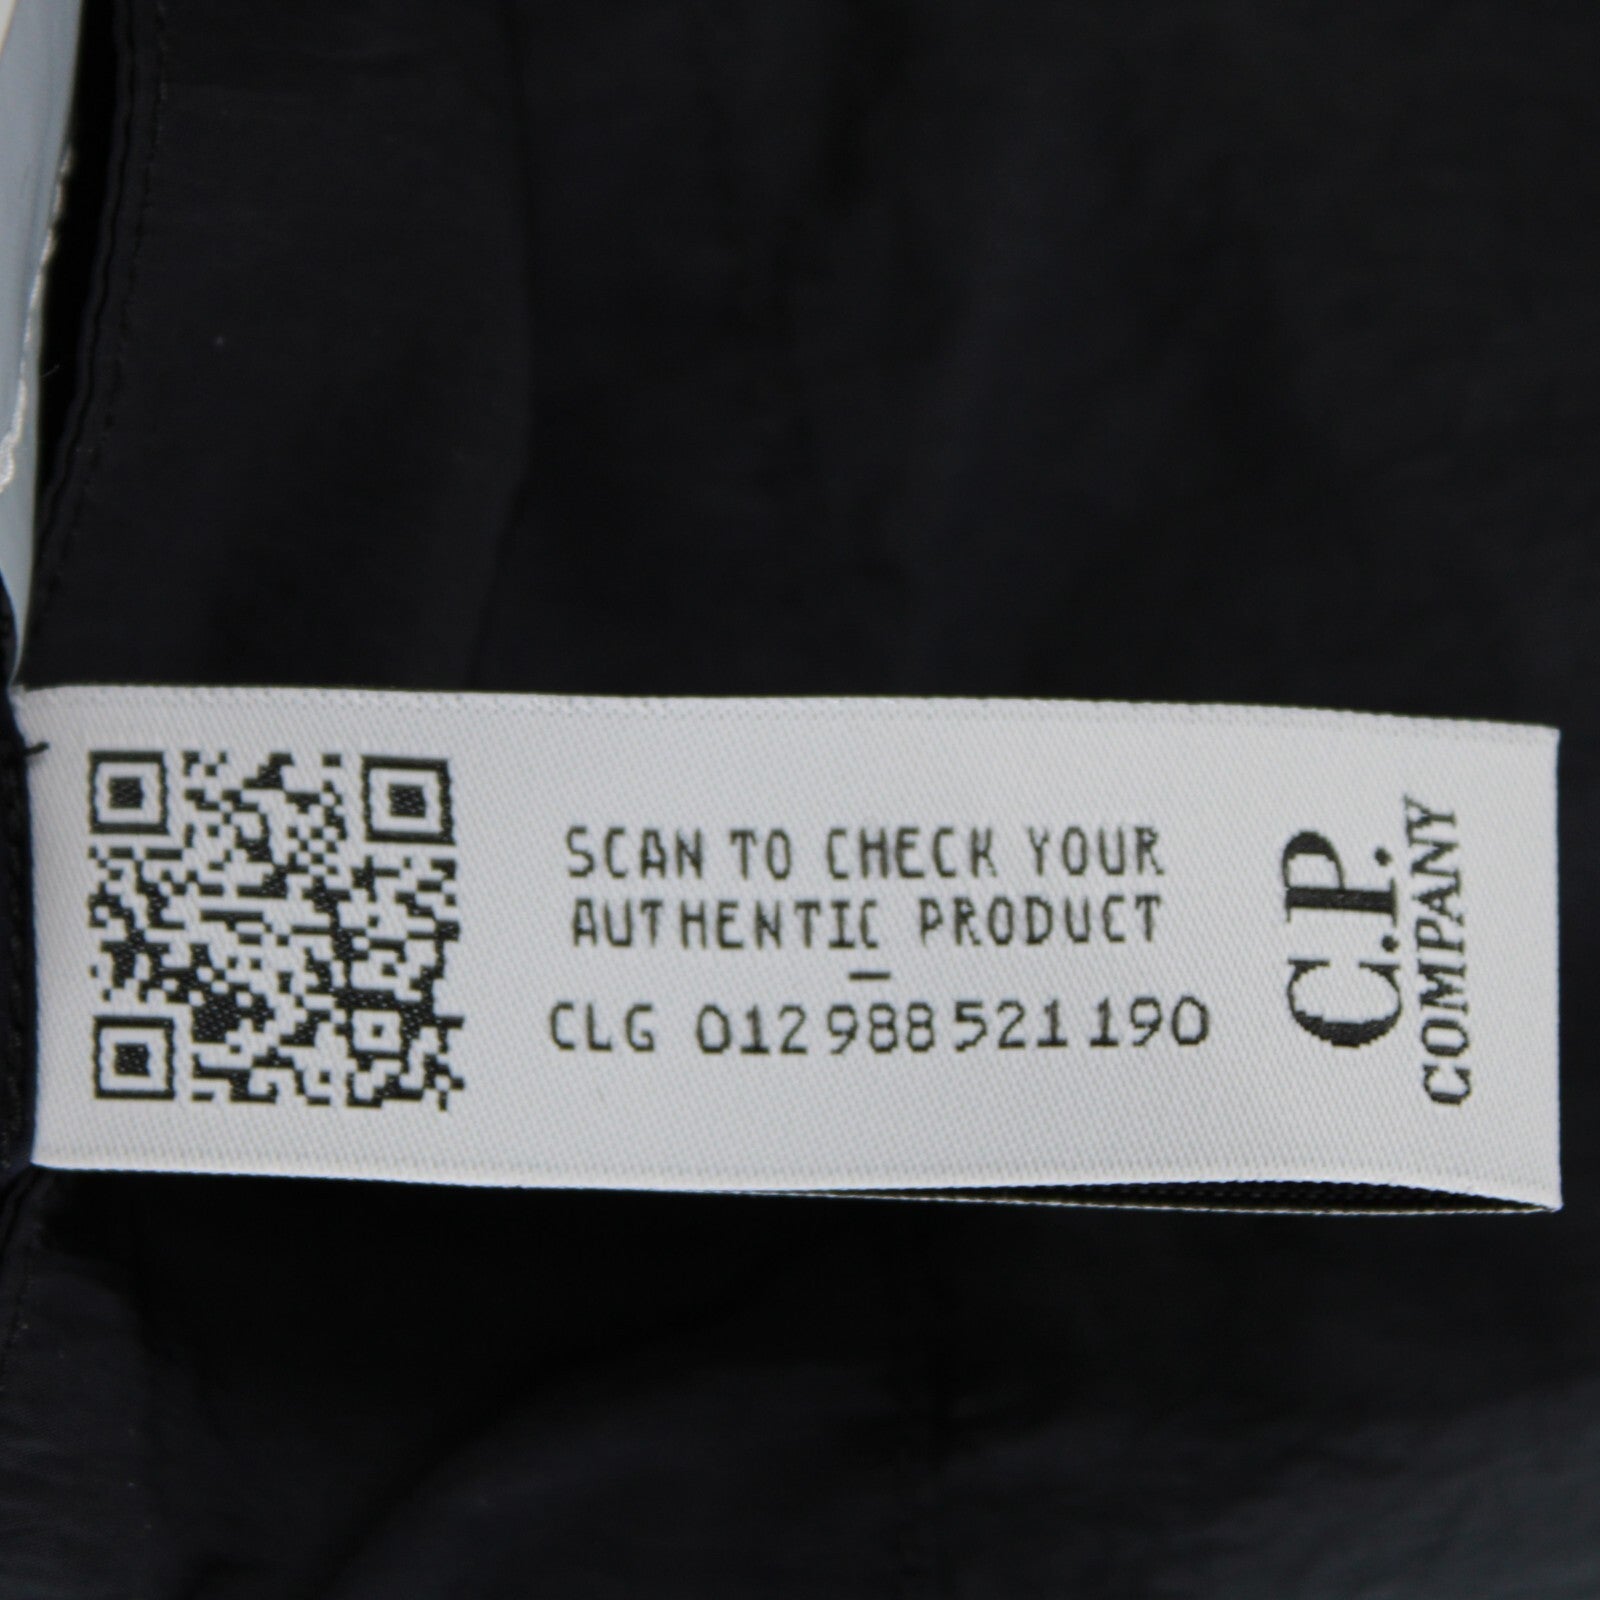 SCAN TO CHECK YOUR
AUTHENTIC PRODUCT
–
CLG 012988521190
C.P.
COMPANY